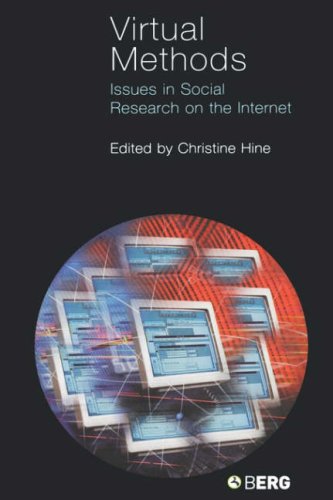 Virtual
Methods
Issues in Social
Research on the Internet
Edited by Christine Hine
BERG